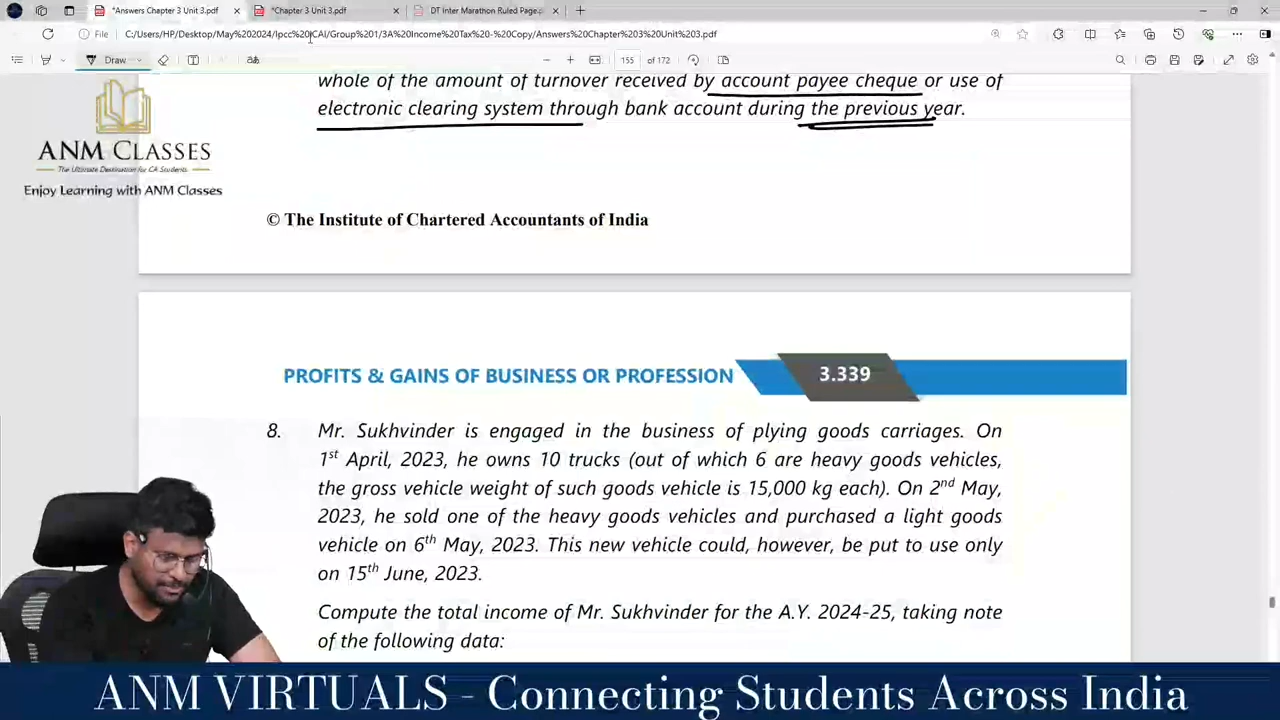 *Answers Chapter 3 Unit 3.pdf
*Chapter 3 Unit 3.pdf
DT Inter Marathon Ruled Page
File
C:/Users/HP/Desktop/May%202024/Ipcc%20ICAI/Group%201/3A%20Income%20Tax%20-%20Copy/Answers%20Chapter%203%20Unit%203.pdf
Draw
155 of 172
whole of the amount of turnover received by account payee cheque or use of
electronic clearing system through bank account during the previous year.
ANM CLASSES
The Ultimate Destination for CA Students.
Enjoy Learning with ANM Classes
© The Institute of Chartered Accountants of India
PROFITS & GAINS OF BUSINESS OR PROFESSION 3.339
8. Mr. Sukhvinder is engaged in the business of plying goods carriages. On
1st April, 2023, he owns 10 trucks (out of which 6 are heavy goods vehicles,
the gross vehicle weight of such goods vehicle is 15,000 kg each). On 2nd May,
2023, he sold one of the heavy goods vehicles and purchased a light goods
vehicle on 6th May, 2023. This new vehicle could, however, be put to use only
on 15th June, 2023.
Compute the total income of Mr. Sukhvinder for the A.Y. 2024-25, taking note
of the following data:
ANM VIRTUALS - Connecting Students Across India